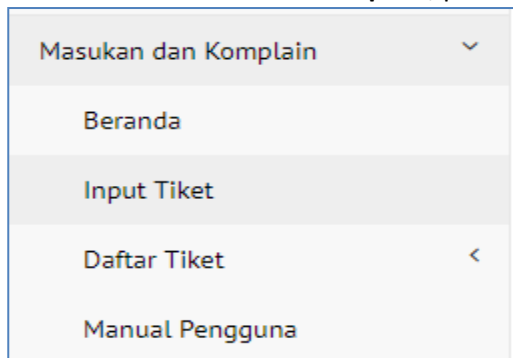 Masukan dan Komplain
Beranda
Input Tiket
Daftar Tiket
Manual Pengguna